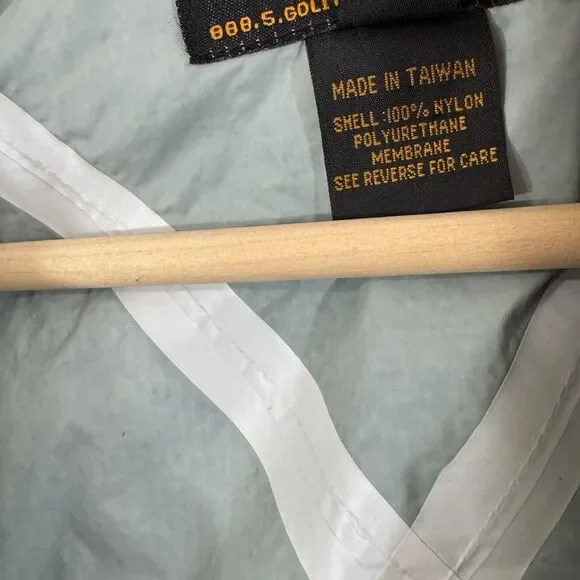 MADE IN TAIWAN
SHELL:100% NYLON
POLYURETHANE
MEMBRANE
SEE REVERSE FOR CARE